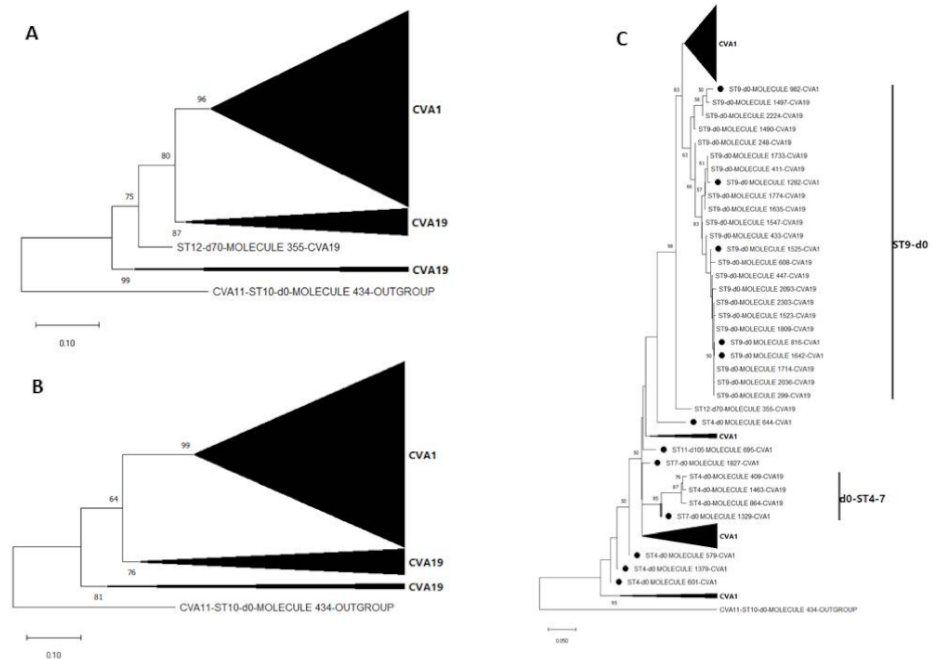 A
96
CVA1
80
75
87
CVA19
ST12-d70-MOLECULE 355-CVA19
99
CVA19
CVA11-ST10-d0-MOLECULE 434-OUTGROUP
0.10
B
99
CVA1
64
76
CVA19
81
CVA19
CVA11-ST10-d0-MOLECULE 434-OUTGROUP
0.10
C
CVA1
ST9-d0-MOLECULE 982-CVA1
ST9-d0-MOLECULE 1497-CVA19
ST9-d0-MOLECULE 2224-CVA19
ST9-d0-MOLECULE 1490-CVA19
ST9-d0-MOLECULE 248-CVA19
ST9-d0-MOLECULE 1733-CVA19
ST9-d0-MOLECULE 411-CVA19
ST9-d0-MOLECULE 1282-CVA1
ST9-d0-MOLECULE 1774-CVA19
ST9-d0-MOLECULE 1635-CVA19
ST9-d0-MOLECULE 1547-CVA19
ST9-d0-MOLECULE 433-CVA19
ST9-d0-MOLECULE 1525-CVA1
ST9-d0-MOLECULE 608-CVA19
ST9-d0-MOLECULE 447-CVA19
ST9-d0-MOLECULE 2093-CVA19
ST9-d0-MOLECULE 2303-CVA19
ST9-d0-MOLECULE 1523-CVA19
ST9-d0-MOLECULE 1809-CVA19
ST9-d0 MOLECULE 816-CVA1
ST9-d0-MOLECULE 1642-CVA1
ST9-d0 MOLECULE 1714-CVA19
ST9-d0-MOLECULE 2036-CVA19
ST9-d0-MOLECULE 299-CVA19
ST9-d0
ST12-d70-MOLECULE 355-CVA19
ST4-d0 MOLECULE 644-CVA1
CVA1
ST11-d105 MOLECULE 695-CVA1
ST7-d0 MOLECULE 1827-CVA1
ST4-d0-MOLECULE 409-CVA19
ST4-d0-MOLECULE 1463-CVA19
ST4-d0-MOLECULE 864-CVA19
ST7-d0 MOLECULE 1329-CVA1
d0-ST4-7
CVA1
ST4-d0 MOLECULE 579-CVA1
ST4-d0 MOLECULE 1379-CVA1
ST4-d0 MOLECULE 601-CVA1
CVA1
95
CVA11-ST10-d0-MOLECULE 434-OUTGROUP
0.050